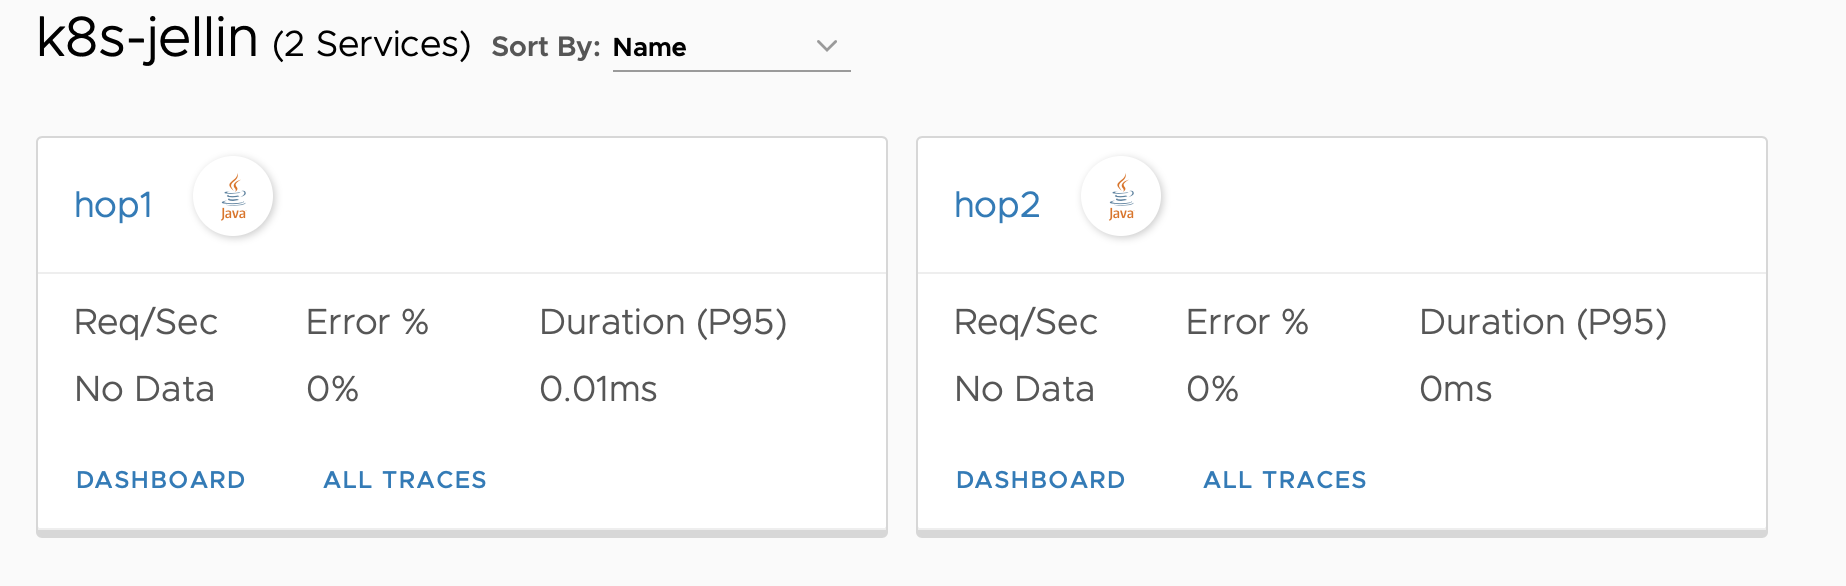 k8s-jellin (2 Services) Sort By: Name
hop1 Java
Req/Sec Error % Duration (P95)
No Data 0% 0.01ms
DASHBOARD ALL TRACES
hop2 Java
Req/Sec Error % Duration (P95)
No Data 0% 0ms
DASHBOARD ALL TRACES